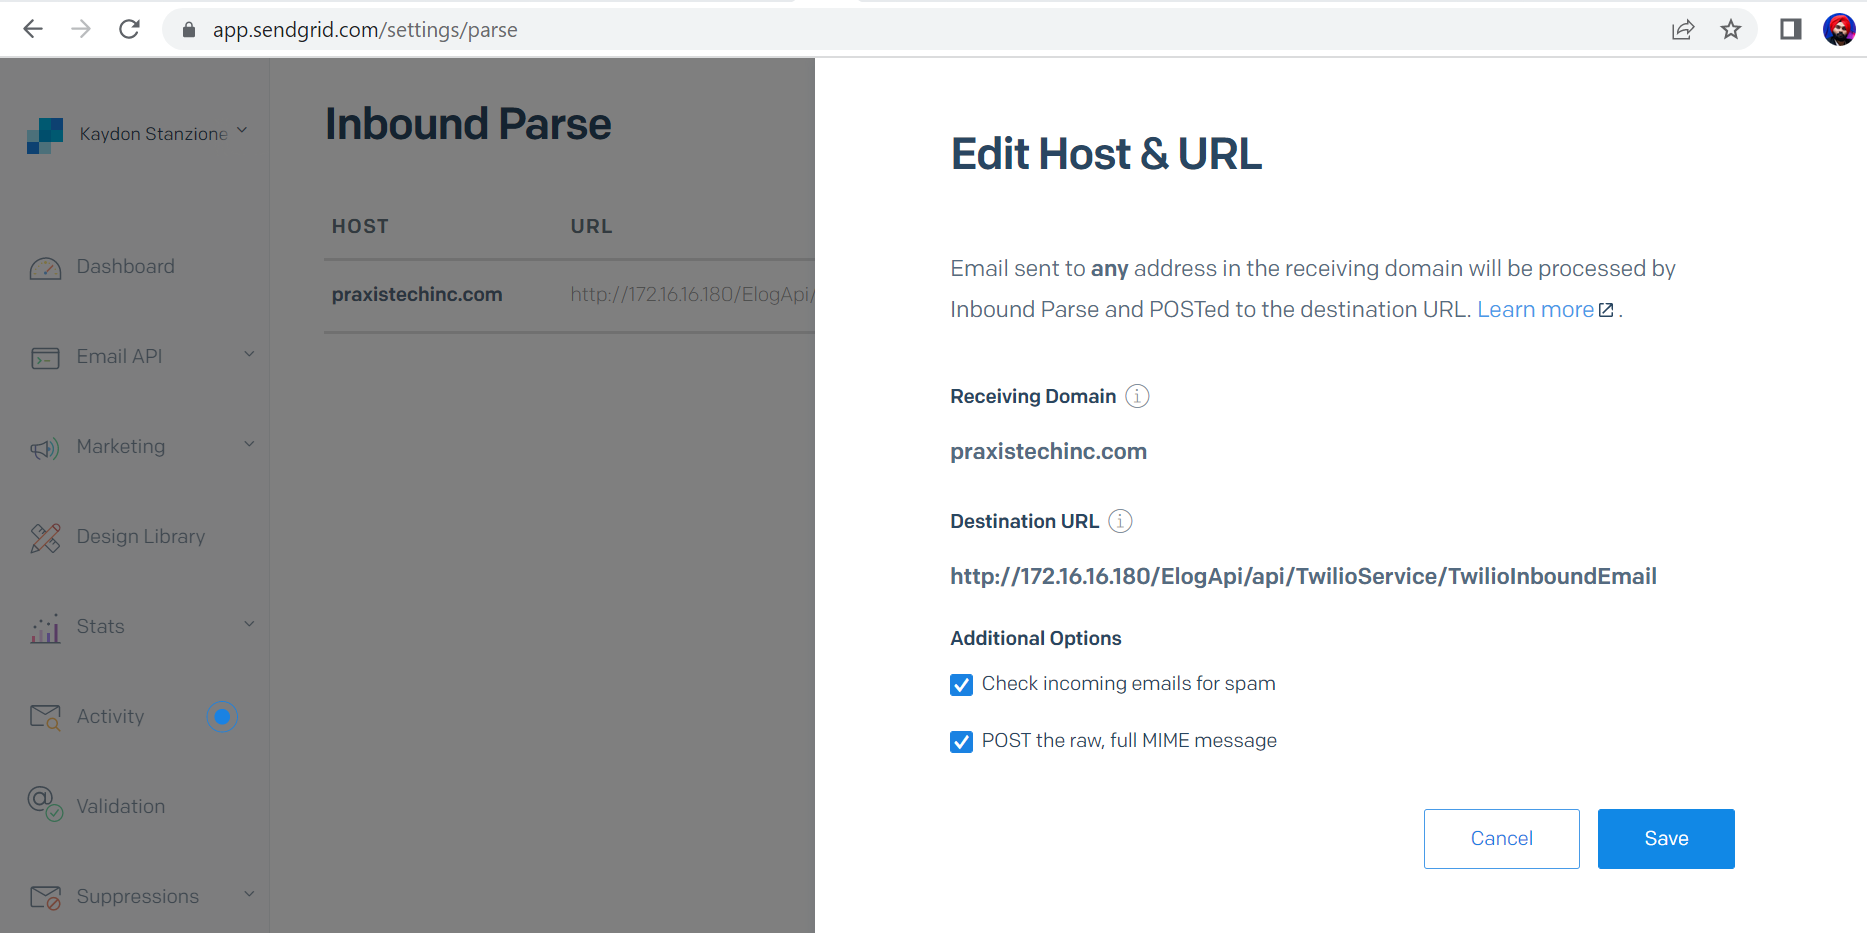 app.sendgrid.com/settings/parse
Kaydon Stanzione
Dashboard
Email API
Marketing
Design Library
Stats
Activity
Validation
Suppressions
Inbound Parse
HOST URL
praxistechinc.com http://172.16.16.180/ElogApi/
Edit Host & URL
Email sent to any address in the receiving domain will be processed by
Inbound Parse and POSTed to the destination URL. Learn more .
Receiving Domain
praxistechinc.com
Destination URL
http://172.16.16.180/ElogApi/api/TwilioService/TwilioInboundEmail
Additional Options
Check incoming emails for spam
POST the raw, full MIME message
Cancel Save